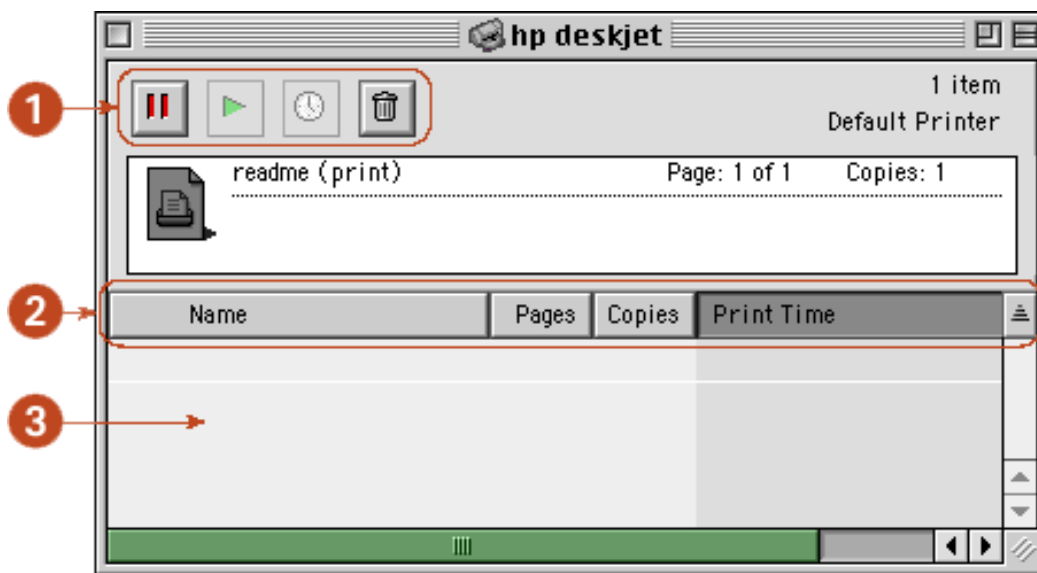 hp deskjet
1
1 item
Default Printer
readme (print) Page: 1 of 1 Copies: 1
2
Name Pages Copies Print Time
3